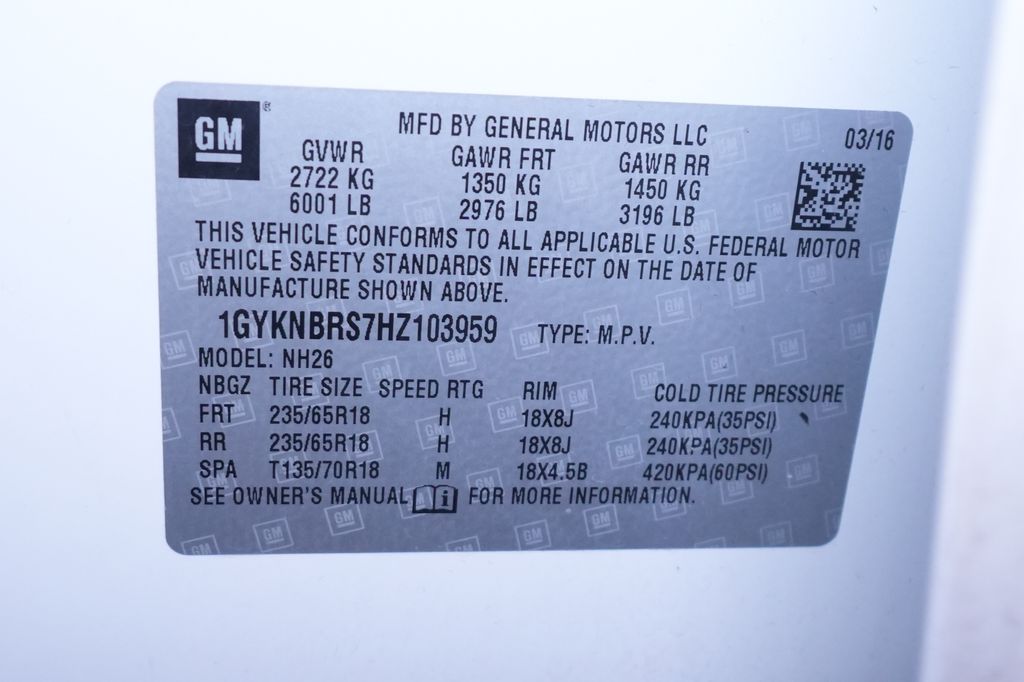 GM®
MFD BY GENERAL MOTORS LLC 03/16
GVWR GAWR FRT GAWR RR
2722 KG 1350 KG 1450 KG
6001 LB 2976 LB 3196 LB
THIS VEHICLE CONFORMS TO ALL APPLICABLE U.S. FEDERAL MOTOR
VEHICLE SAFETY STANDARDS IN EFFECT ON THE DATE OF
MANUFACTURE SHOWN ABOVE.
1GYKNBRS7HZ103959 TYPE: M.P.V.
MODEL: NH26
NBGZ TIRE SIZE SPEED RTG RIM COLD TIRE PRESSURE
FRT 235/65R18 H 18X8J 240KPA(35PSI)
RR 235/65R18 H 18X8J 240KPA(35PSI)
SPA T135/70R18 M 18X4.5B 420KPA(60PSI)
SEE OWNER'S MANUAL i FOR MORE INFORMATION.